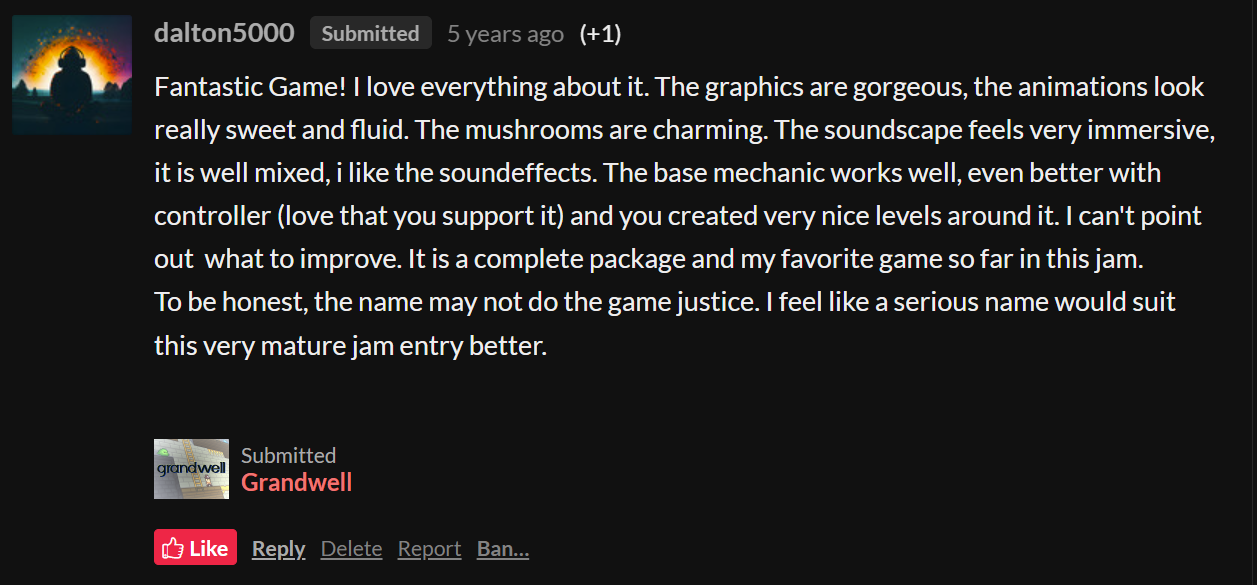 dalton5000 Submitted 5 years ago (+1)
Fantastic Game! I love everything about it. The graphics are gorgeous, the animations look
really sweet and fluid. The mushrooms are charming. The soundscape feels very immersive,
it is well mixed, i like the soundeffects. The base mechanic works well, even better with
controller (love that you support it) and you created very nice levels around it. I can't point
out  what to improve. It is a complete package and my favorite game so far in this jam.
To be honest, the name may not do the game justice. I feel like a serious name would suit
this very mature jam entry better.
grandwell
Submitted
Grandwell
Like Reply Delete Report Ban...